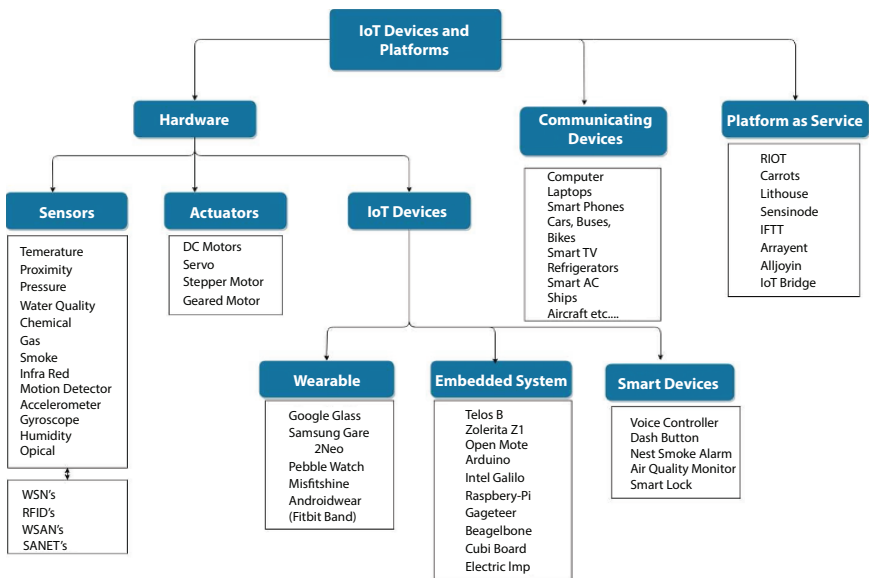 IoT Devices and
Platforms
Hardware
Communicating
Devices
Platform as Service
Computer
Laptops
Smart Phones
Cars, Buses,
Bikes
Smart TV
Refrigerators
Smart AC
Ships
Aircraft etc....
RIOT
Carrots
Lithouse
Sensinode
IFTT
Arrayent
Alljoyin
IoT Bridge
Sensors
Actuators
IoT Devices
Temerature
Proximity
Pressure
Water Quality
Chemical
Gas
Smoke
Infra Red
Motion Detector
Accelerometer
Gyroscope
Humidity
Opical
WSN's
RFID's
WSAN's
SANET's
DC Motors
Servo
Stepper Motor
Geared Motor
Wearable
Embedded System
Smart Devices
Google Glass
Samsung Gare
2Neo
Pebble Watch
Misfitshine
Androidwear
(Fitbit Band)
Telos B
Zolerita Z1
Open Mote
Arduino
Intel Galilo
Raspbery-Pi
Gageteer
Beagelbone
Cubi Board
Electric Imp
Voice Controller
Dash Button
Nest Smoke Alarm
Air Quality Monitor
Smart Lock